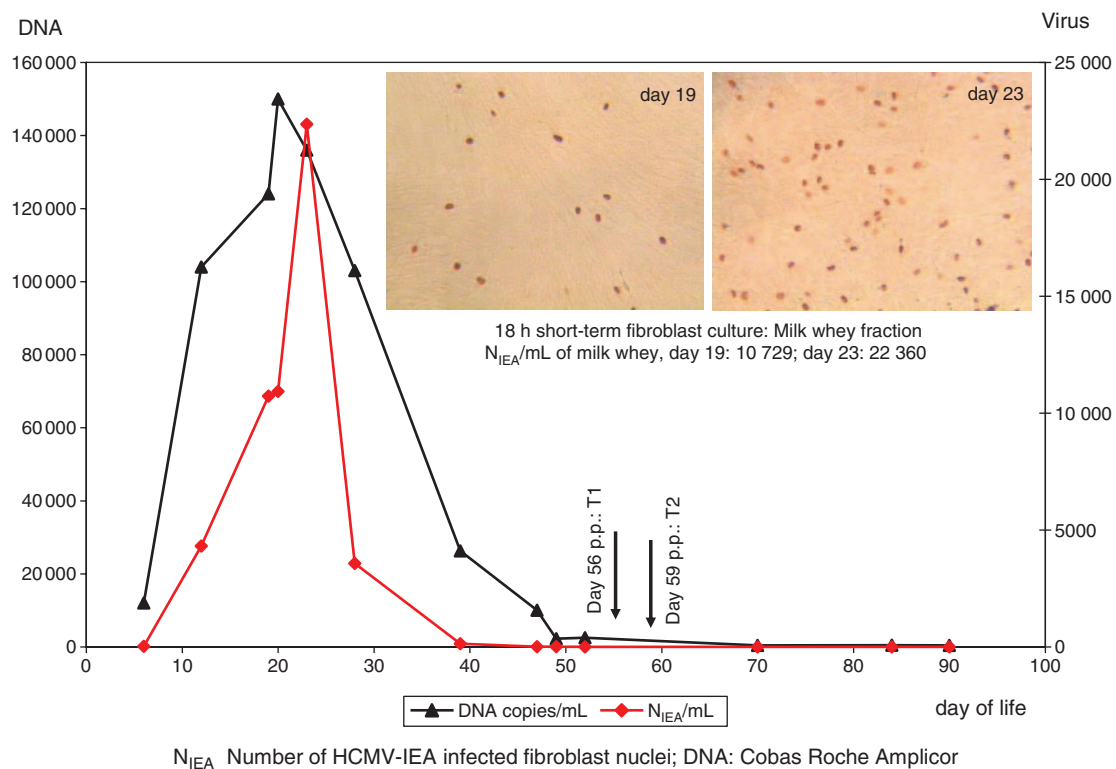 DNA
Virus
160 000
140 000
120 000
100 000
80 000
60 000
40 000
20 000
0
25 000
20 000
15 000
10 000
5000
0
day 19
day 23
18 h short-term fibroblast culture: Milk whey fraction
NIEA/mL of milk whey, day 19: 10 729; day 23: 22 360
Day 56 p.p.: T1
Day 59 p.p.: T2
0 10 20 30 40 50 60 70 80 90 100
day of life
DNA copies/mL NIEA/mL
NIEA Number of HCMV-IEA infected fibroblast nuclei; DNA: Cobas Roche Amplicor